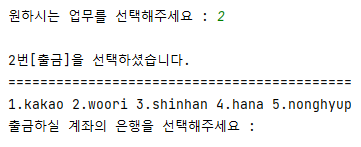 원하시는 업무를 선택해주세요 : 2
2번[출금]을 선택하셨습니다.
===========================================
1.kakao 2.woori 3.shinhan 4.hana 5.nonghyup
출금하실 계좌의 은행을 선택해주세요 :